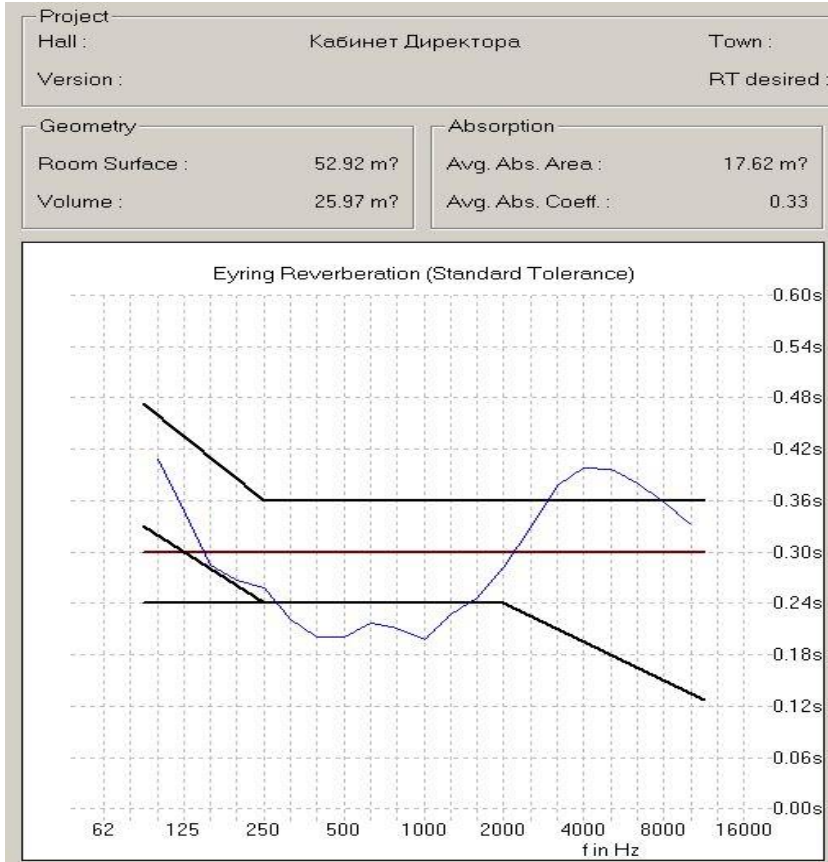 Project
Hall : Кабинет Директора Town :
Version : RT desired :
Geometry
Room Surface : 52.92 m?
Volume : 25.97 m?
Absorption
Avg. Abs. Area : 17.62 m?
Avg. Abs. Coeff. : 0.33
Eyring Reverberation (Standard Tolerance)
0.60s
0.54s
0.48s
0.42s
0.36s
0.30s
0.24s
0.18s
0.12s
0.06s
0.00s
62 125 250 500 1000 2000 4000 8000 16000
f in Hz